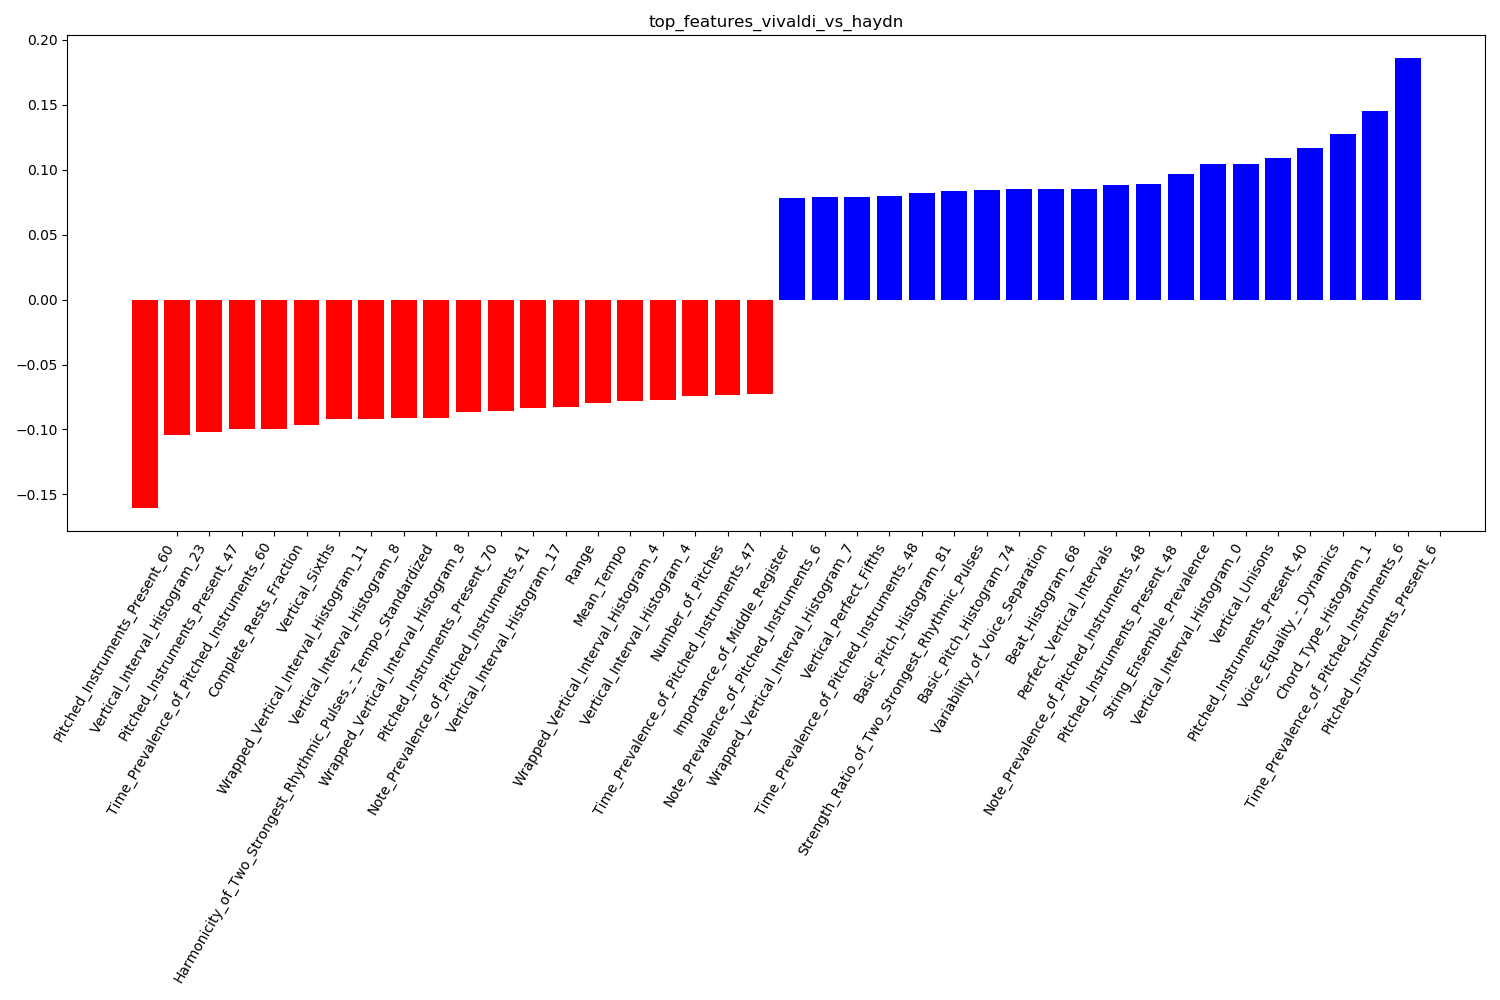 top_features_vivaldi_vs_haydn
0.20
0.15
0.10
0.05
0.00
−0.05
−0.10
−0.15
Pitched_Instruments_Present_60
Vertical_Interval_Histogram_23
Pitched_Instruments_Present_47
Time_Prevalence_of_Pitched_Instruments_60
Complete_Rests_Fraction
Vertical_Sixths
Wrapped_Vertical_Interval_Histogram_11
Vertical_Interval_Histogram_8
Harmonicity_of_Two_Strongest_Rhythmic_Pulses_-_Tempo_Standardized
Wrapped_Vertical_Interval_Histogram_8
Pitched_Instruments_Present_70
Note_Prevalence_of_Pitched_Instruments_41
Vertical_Interval_Histogram_17
Range
Mean_Tempo
Wrapped_Vertical_Interval_Histogram_4
Vertical_Interval_Histogram_4
Number_of_Pitches
Time_Prevalence_of_Pitched_Instruments_47
Importance_of_Middle_Register
Note_Prevalence_of_Pitched_Instruments_6
Wrapped_Vertical_Interval_Histogram_7
Vertical_Perfect_Fifths
Time_Prevalence_of_Pitched_Instruments_48
Basic_Pitch_Histogram_81
Strength_Ratio_of_Two_Strongest_Rhythmic_Pulses
Basic_Pitch_Histogram_74
Variability_of_Voice_Separation
Beat_Histogram_68
Perfect_Vertical_Intervals
Note_Prevalence_of_Pitched_Instruments_48
Pitched_Instruments_Present_48
String_Ensemble_Prevalence
Vertical_Interval_Histogram_0
Vertical_Unisons
Pitched_Instruments_Present_40
Voice_Equality_-_Dynamics
Chord_Type_Histogram_1
Time_Prevalence_of_Pitched_Instruments_6
Pitched_Instruments_Present_6